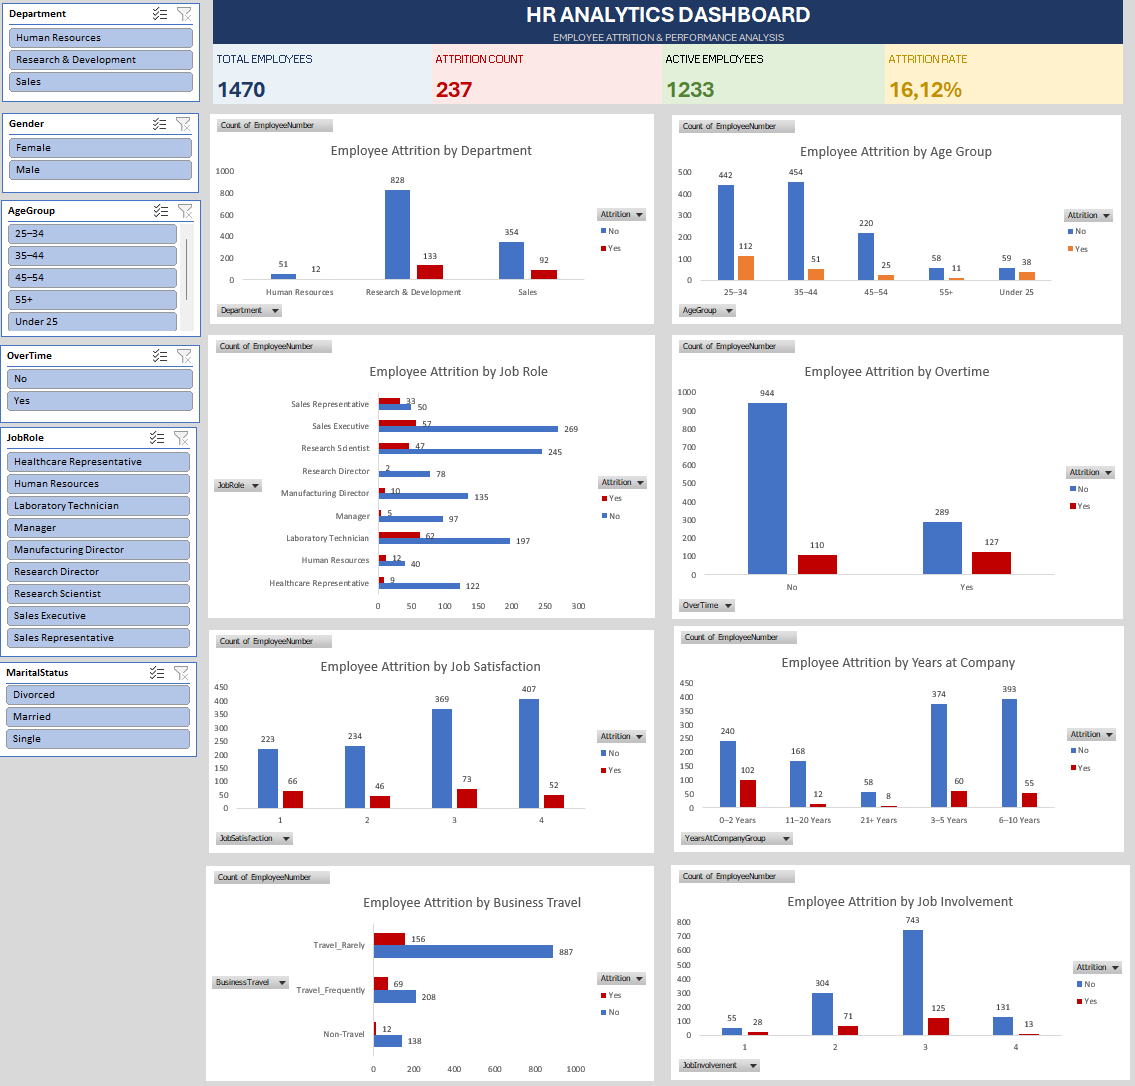 Department
Human Resources
Research & Development
Sales
Gender
Female
Male
AgeGroup
25–34
35–44
45–54
55+
Under 25
OverTime
No
Yes
JobRole
Healthcare Representative
Human Resources
Laboratory Technician
Manager
Manufacturing Director
Research Director
Research Scientist
Sales Executive
Sales Representative
MaritalStatus
Divorced
Married
Single
HR ANALYTICS DASHBOARD
EMPLOYEE ATTRITION & PERFORMANCE ANALYSIS
TOTAL EMPLOYEES
1470
ATTRITION COUNT
237
ACTIVE EMPLOYEES
1233
ATTRITION RATE
16,12%
Count of EmployeeNumber
Employee Attrition by Department
1000
800
600
400
200
0
51
12
828
133
354
92
Human Resources
Research & Development
Sales
Attrition
No
Yes
Department
Count of EmployeeNumber
Employee Attrition by Age Group
500
400
300
200
100
0
442
112
454
51
220
25
58
11
59
38
25–34
35–44
45–54
55+
Under 25
Attrition
No
Yes
AgeGroup
Count of EmployeeNumber
Employee Attrition by Job Role
JobRole
Sales Representative
33
50
Sales Executive
57
269
Research Scientist
47
245
Research Director
2
78
Manufacturing Director
10
135
Manager
5
97
Laboratory Technician
62
197
Human Resources
12
40
Healthcare Representative
9
122
0 50 100 150 200 250 300
Attrition
Yes
No
Count of EmployeeNumber
Employee Attrition by Overtime
1000
900
800
700
600
500
400
300
200
100
0
944
110
289
127
No
Yes
Attrition
No
Yes
OverTime
Count of EmployeeNumber
Employee Attrition by Job Satisfaction
450
400
350
300
250
200
150
100
50
0
223
66
234
46
369
73
407
52
1
2
3
4
Attrition
No
Yes
JobSatisfaction
Count of EmployeeNumber
Employee Attrition by Years at Company
450
400
350
300
250
200
150
100
50
0
240
102
168
12
58
8
374
60
393
55
0–2 Years
11–20 Years
21+ Years
3–5 Years
6–10 Years
Attrition
No
Yes
YearsAtCompanyGroup
Count of EmployeeNumber
Employee Attrition by Business Travel
BusinessTravel
Travel_Rarely
156
887
Travel_Frequently
69
208
Non-Travel
12
138
0 200 400 600 800 1000
Attrition
Yes
No
Count of EmployeeNumber
Employee Attrition by Job Involvement
800
700
600
500
400
300
200
100
0
55
28
304
71
743
125
131
13
1
2
3
4
Attrition
No
Yes
JobInvolvement